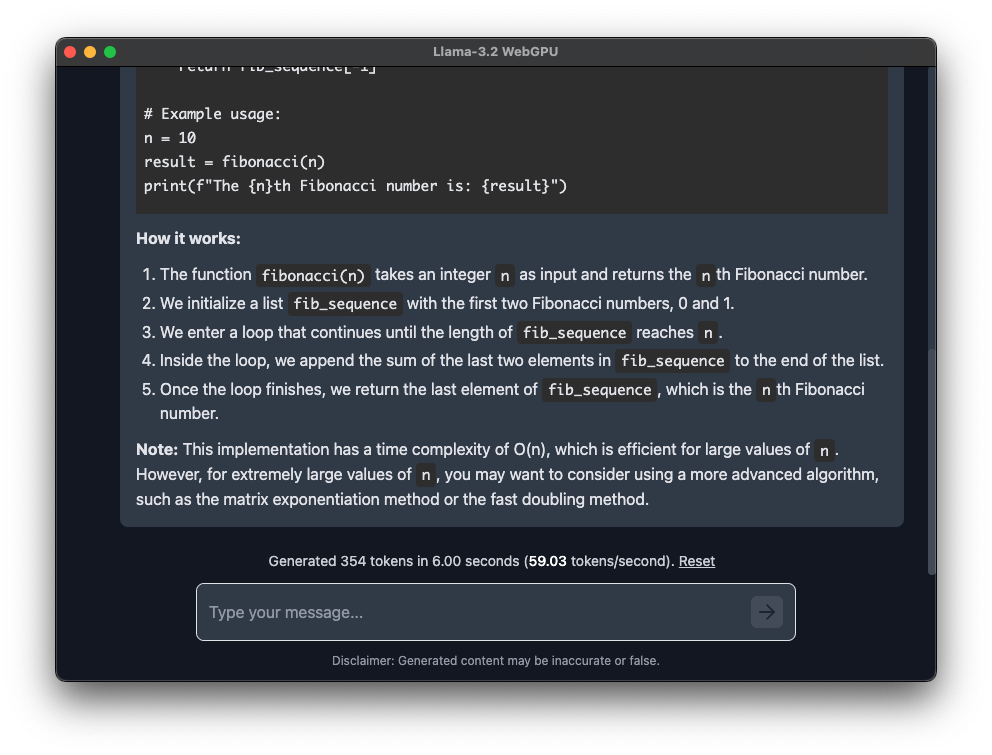 Llama-3.2 WebGPU
return fib_sequence[-1]
# Example usage:
n = 10
result = fibonacci(n)
print(f"The {n}th Fibonacci number is: {result}")
How it works:
1. The function fibonacci(n) takes an integer n as input and returns the n th Fibonacci number.
2. We initialize a list fib_sequence with the first two Fibonacci numbers, 0 and 1.
3. We enter a loop that continues until the length of fib_sequence reaches n .
4. Inside the loop, we append the sum of the last two elements in fib_sequence to the end of the list.
5. Once the loop finishes, we return the last element of fib_sequence , which is the n th Fibonacci
number.
Note: This implementation has a time complexity of O(n), which is efficient for large values of n .
However, for extremely large values of n , you may want to consider using a more advanced algorithm,
such as the matrix exponentiation method or the fast doubling method.
Generated 354 tokens in 6.00 seconds (59.03 tokens/second). Reset
Type your message...
Disclaimer: Generated content may be inaccurate or false.